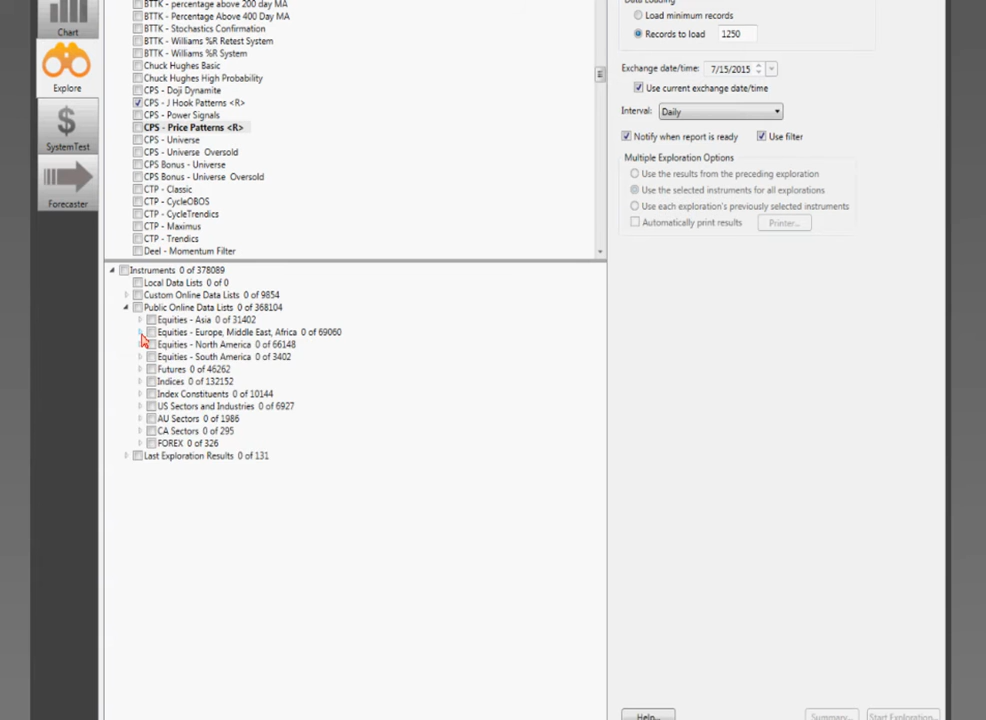 Chart
Explore
SystemTest
Forecaster
BTTK - percentage above 200 day MA
BTTK - Percentage Above 400 Day MA
BTTK - Stochastics Confirmation
BTTK - Williams %R Retest System
BTTK - Williams %R System
Chuck Hughes Basic
Chuck Hughes High Probability
CPS - Doji Dynamite
CPS - J Hook Patterns <R>
CPS - Power Signals
CPS - Price Patterns <R>
CPS - Universe
CPS - Universe Oversold
CPS Bonus - Universe
CPS Bonus - Universe Oversold
CTP - Classic
CTP - CycleOBOS
CTP - CycleTrendics
CTP - Maximus
CTP - Trendics
Deel - Momentum Filter
Instruments 0 of 378089
Local Data Lists 0 of 0
Custom Online Data Lists 0 of 9854
Public Online Data Lists 0 of 368104
Equities - Asia 0 of 31402
Equities - Europe, Middle East, Africa 0 of 69060
Equities - North America 0 of 66148
Equities - South America 0 of 3402
Futures 0 of 46262
Indices 0 of 132152
Index Constituents 0 of 10144
US Sectors and Industries 0 of 6927
AU Sectors 0 of 1986
CA Sectors 0 of 295
FOREX 0 of 326
Last Exploration Results 0 of 131
Data Loading
Load minimum records
Records to load 1250
Exchange date/time: 7/15/2015
Use current exchange date/time
Interval: Daily
Notify when report is ready Use filter
Multiple Exploration Options
Use the results from the preceding exploration
Use the selected instruments for all explorations
Use each exploration's previously selected instruments
Automatically print results Printer...
Help... Summary... Start Exploration...